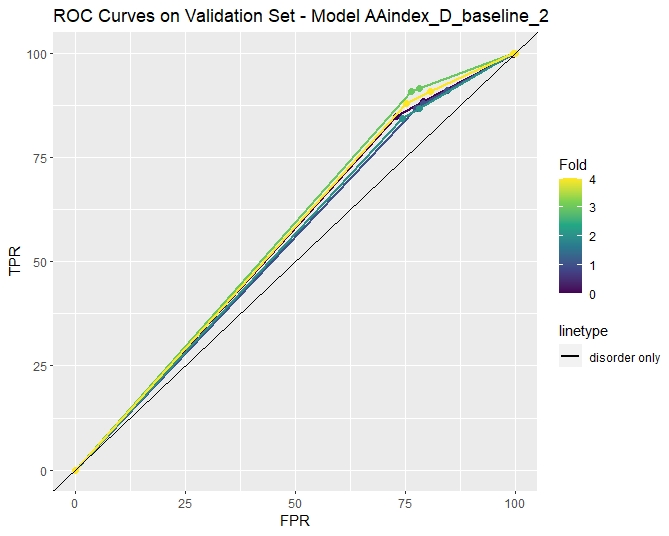 ROC Curves on Validation Set - Model AAindex_D_baseline_2
TPR
100
75
50
25
0
0
25
50
75
100
FPR
Fold
4
3
2
1
0
linetype
disorder only